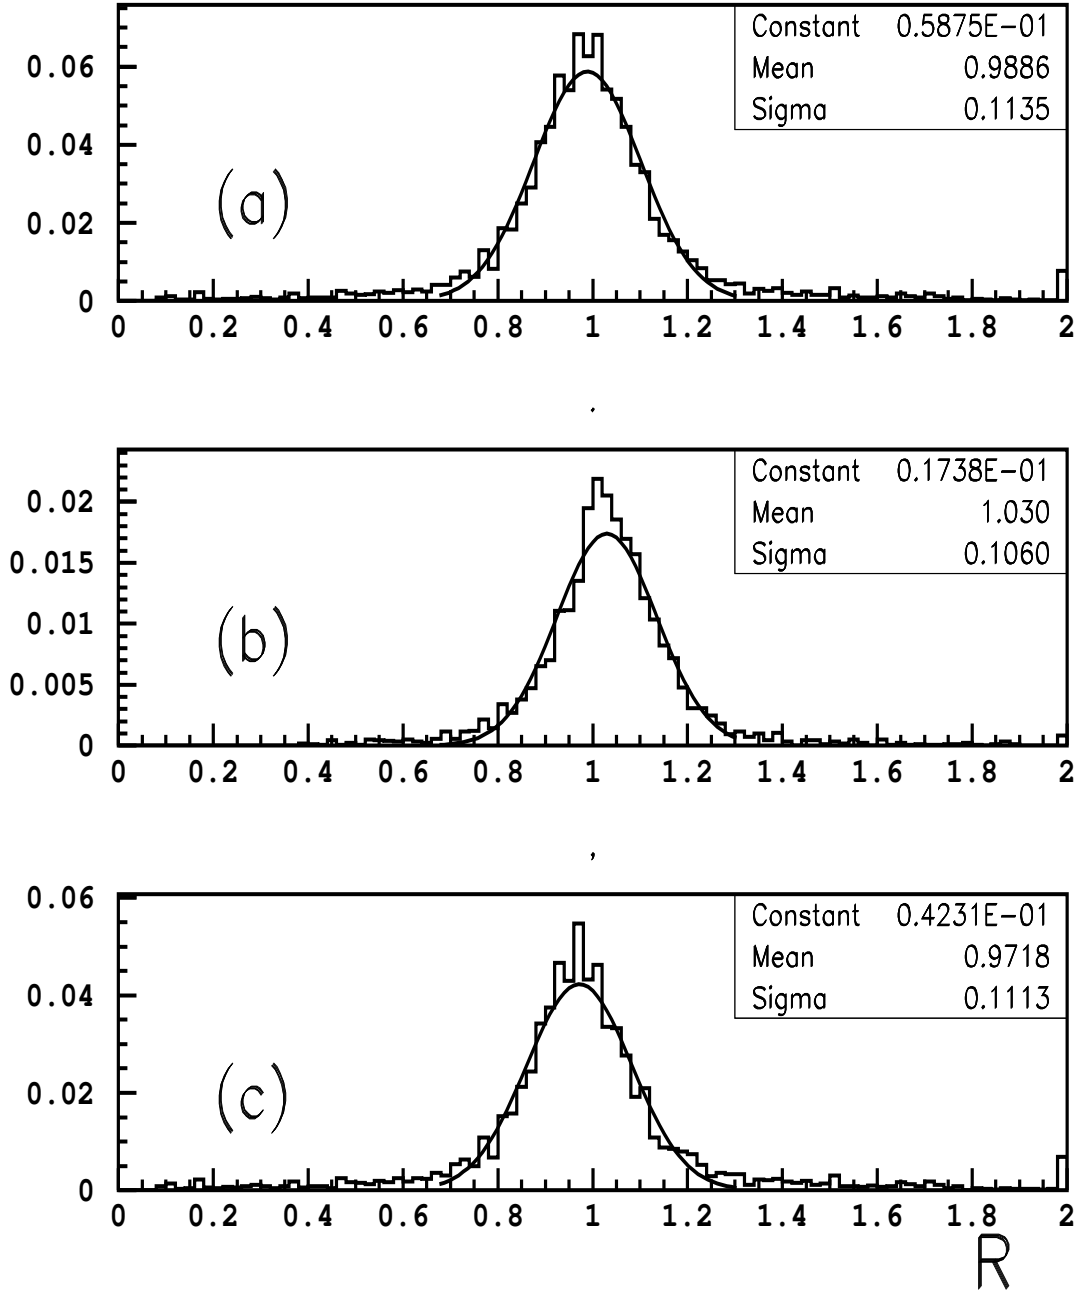 Constant 0.5875E-01
Mean 0.9886
Sigma 0.1135
0.06
0.04
0.02
0
(a)
0 0.2 0.4 0.6 0.8 1 1.2 1.4 1.6 1.8 2
Constant 0.1738E-01
Mean 1.030
Sigma 0.1060
0.02
0.015
0.01
0.005
0
(b)
0 0.2 0.4 0.6 0.8 1 1.2 1.4 1.6 1.8 2
Constant 0.4231E-01
Mean 0.9718
Sigma 0.1113
0.06
0.04
0.02
0
(c)
0 0.2 0.4 0.6 0.8 1 1.2 1.4 1.6 1.8 2
R